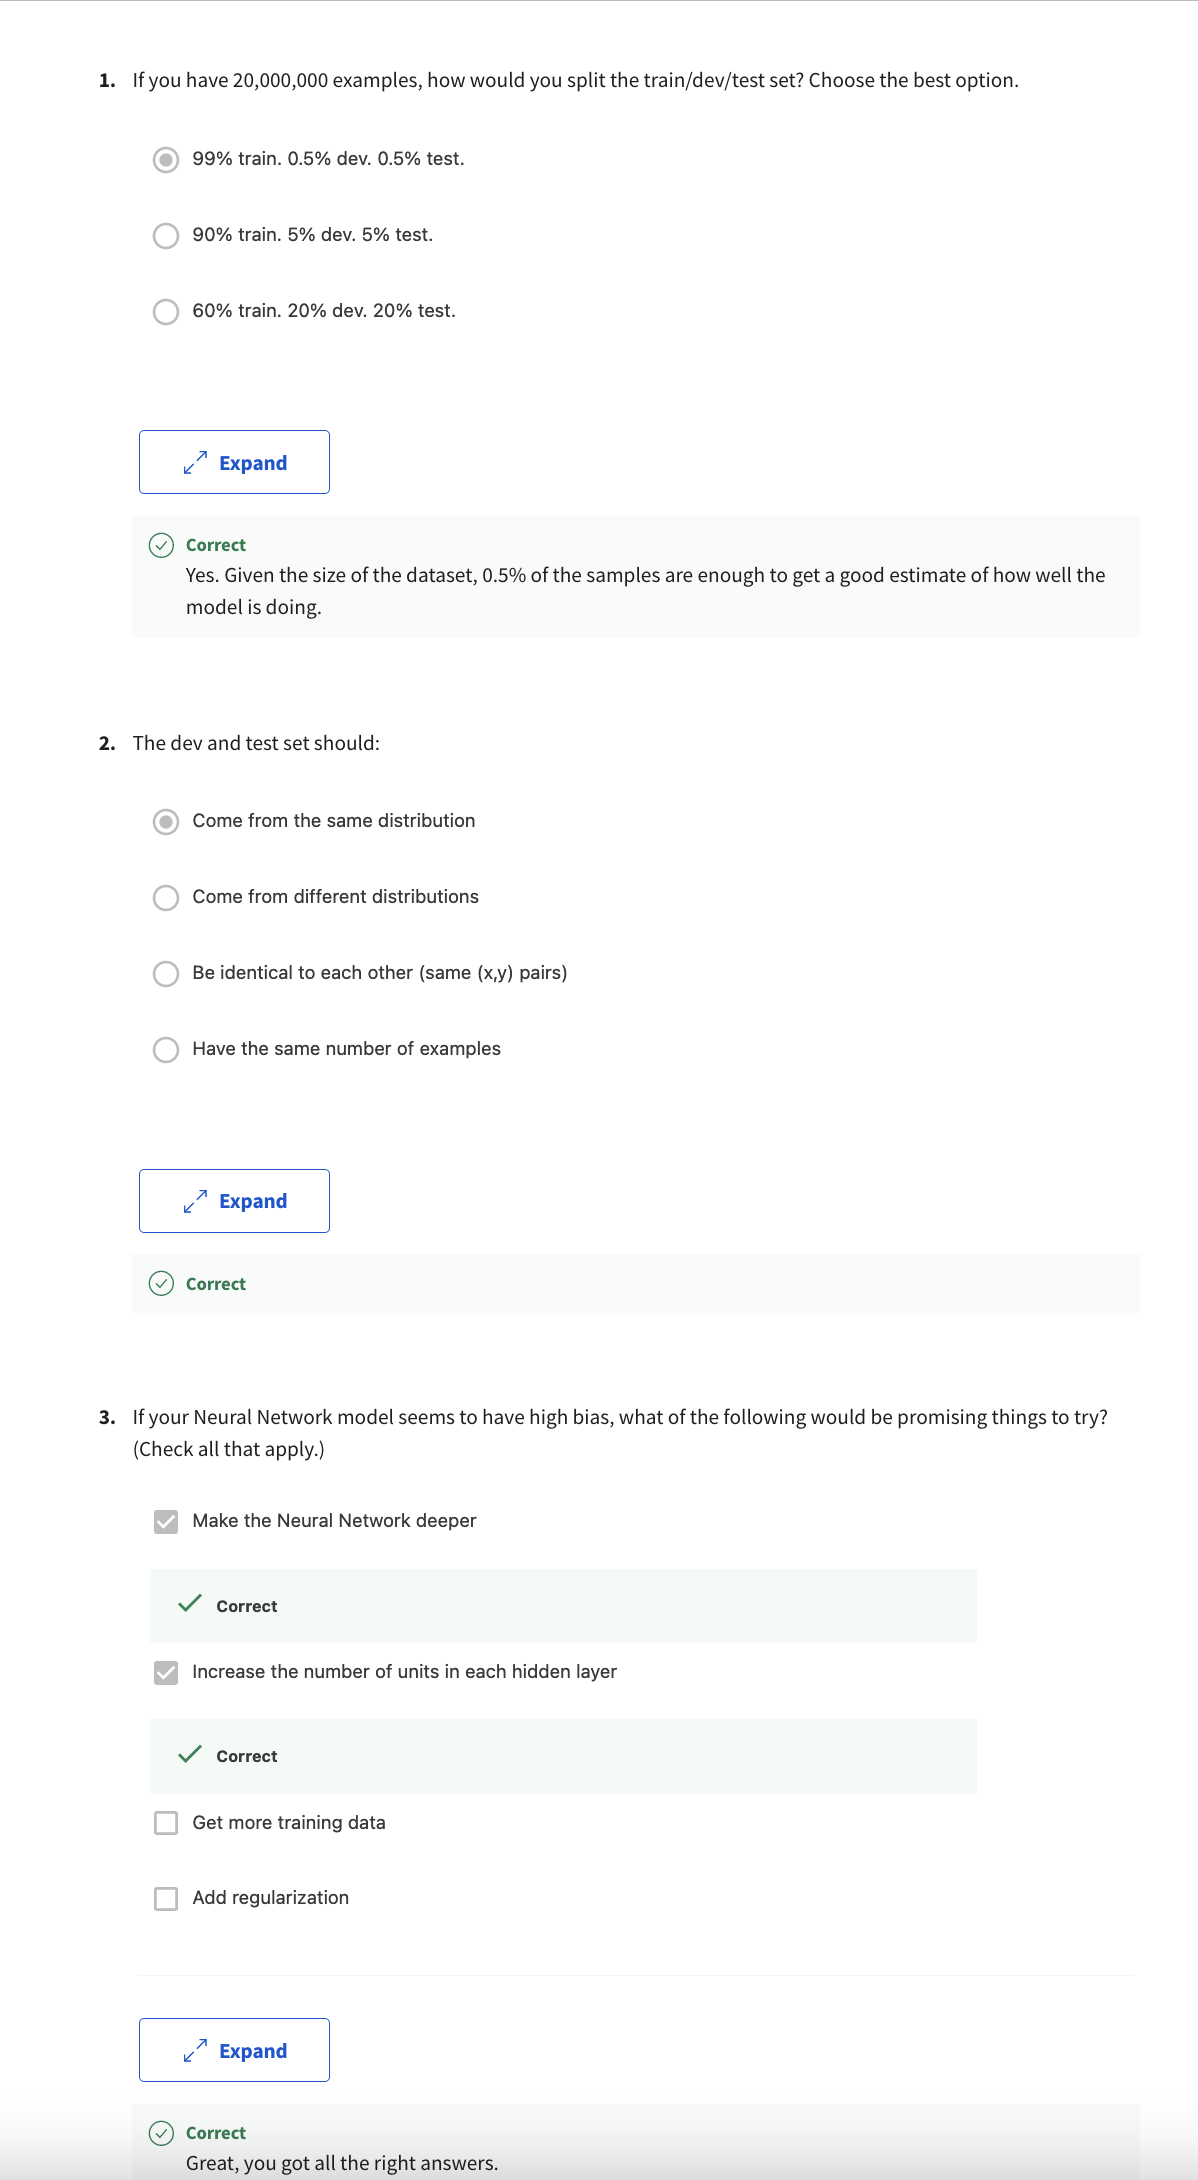 1. If you have 20,000,000 examples, how would you split the train/dev/test set? Choose the best option.
99% train. 0.5% dev. 0.5% test.
90% train. 5% dev. 5% test.
60% train. 20% dev. 20% test.
Expand
Correct
Yes. Given the size of the dataset, 0.5% of the samples are enough to get a good estimate of how well the
model is doing.
2. The dev and test set should:
Come from the same distribution
Come from different distributions
Be identical to each other (same (x,y) pairs)
Have the same number of examples
Expand
Correct
3. If your Neural Network model seems to have high bias, what of the following would be promising things to try?
(Check all that apply.)
Make the Neural Network deeper
Correct
Increase the number of units in each hidden layer
Correct
Get more training data
Add regularization
Expand
Correct
Great, you got all the right answers.